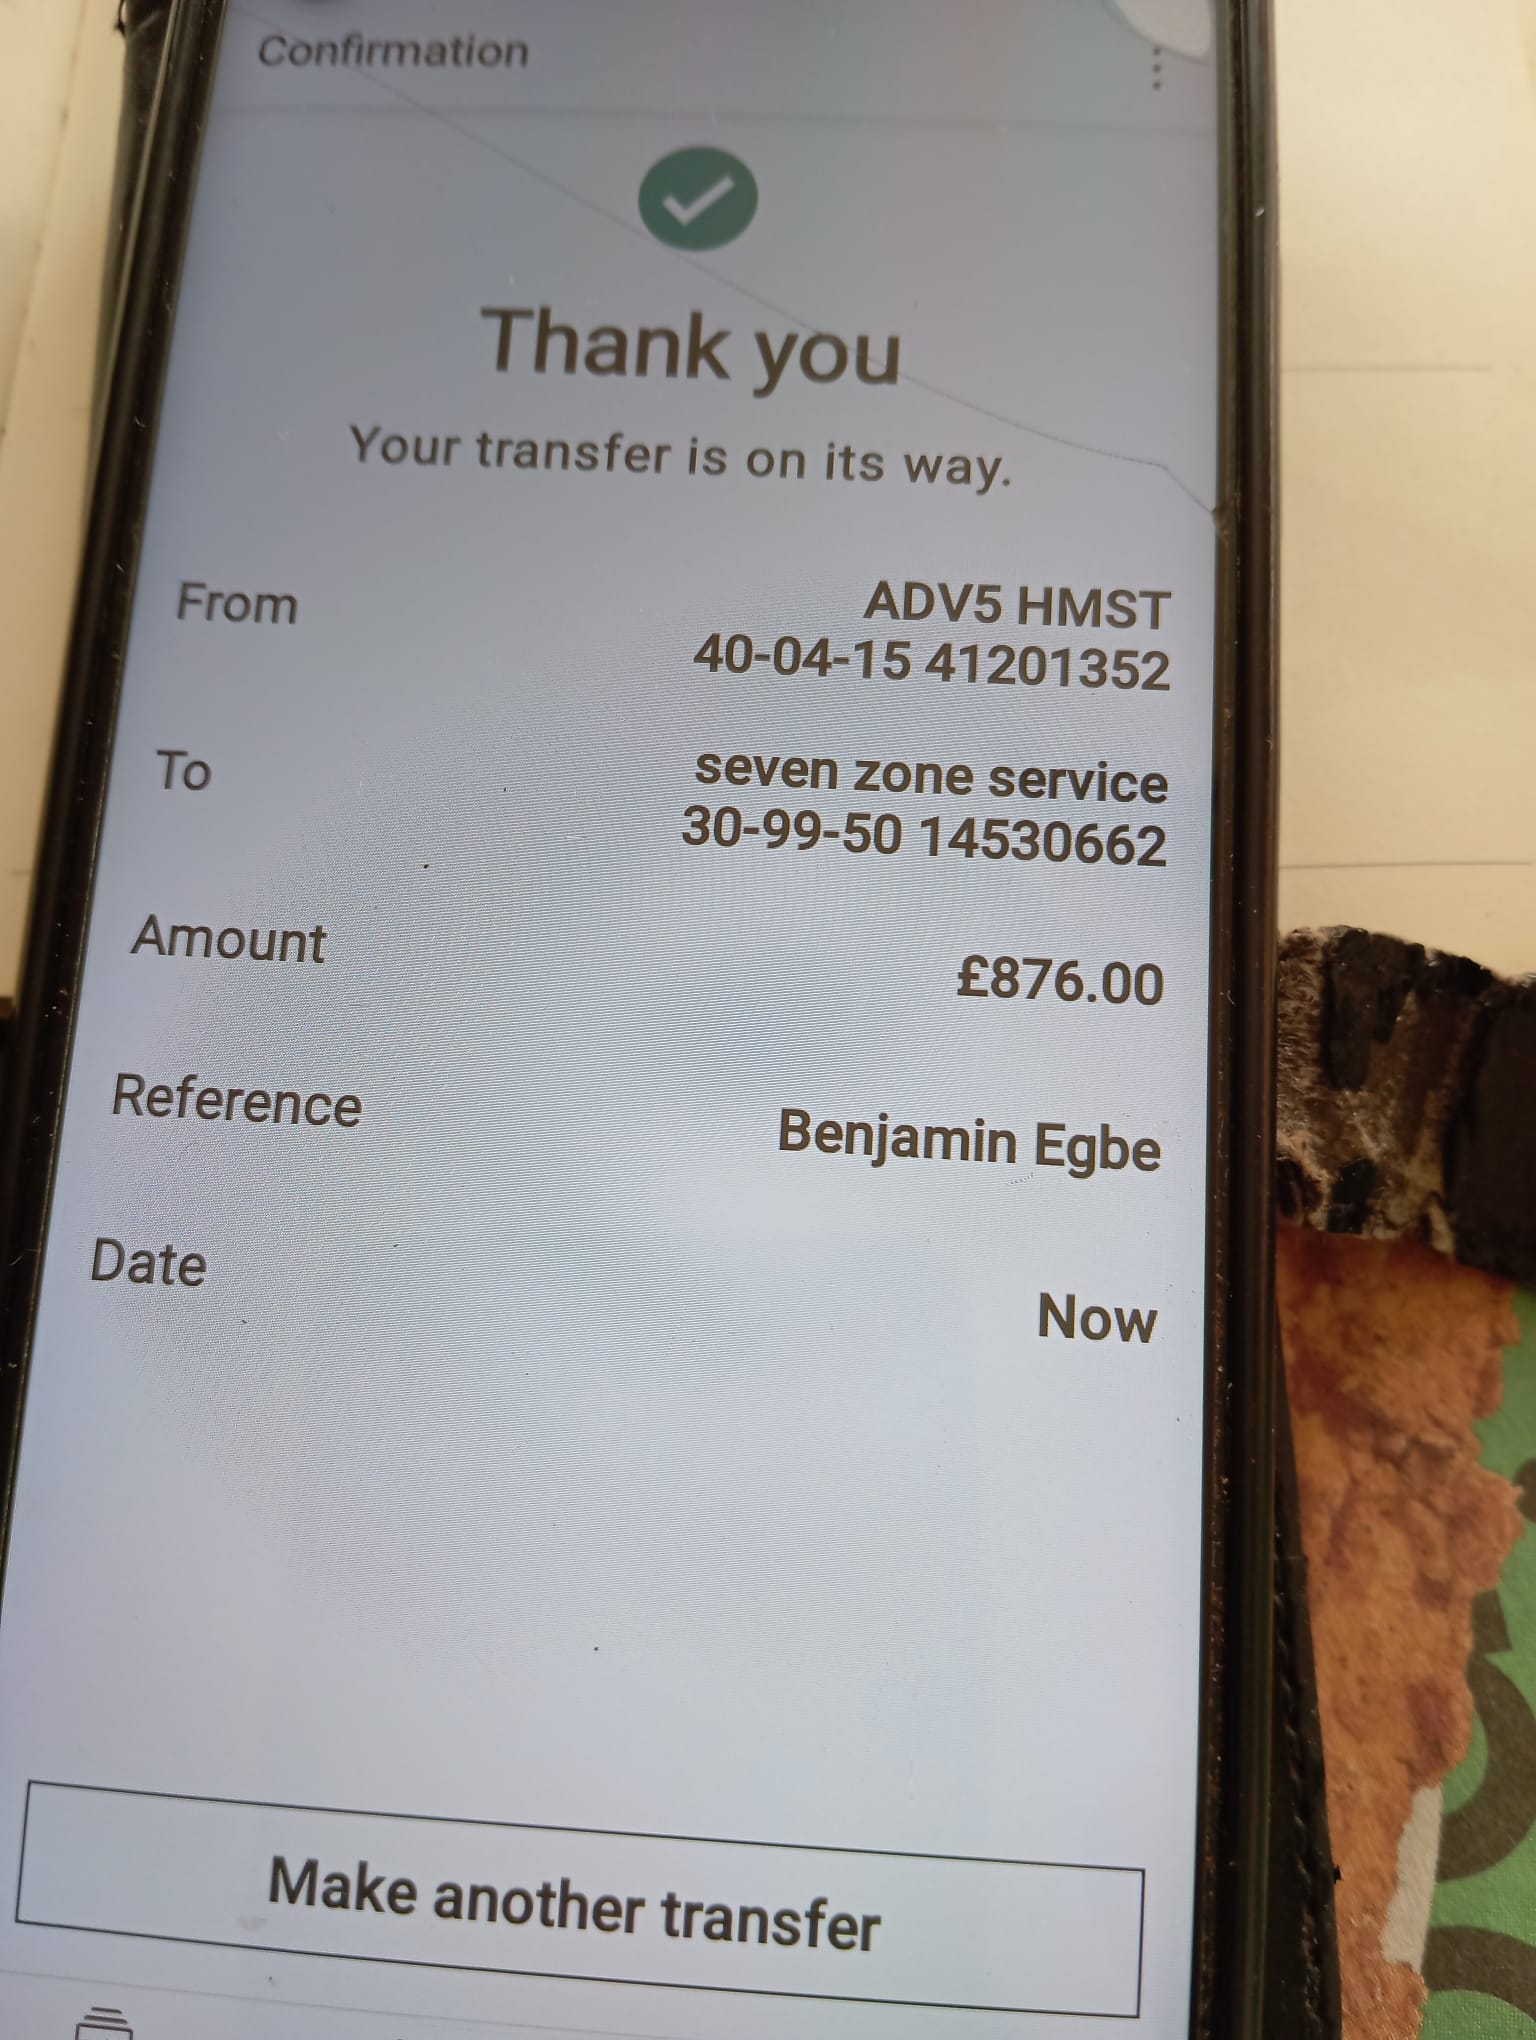 Confirmation
Thank you
Your transfer is on its way.
From
ADV5 HMST
40-04-15 41201352
To
seven zone service
30-99-50 14530662
Amount
£876.00
Reference
Benjamin Egbe
Date
Now
Make another transfer